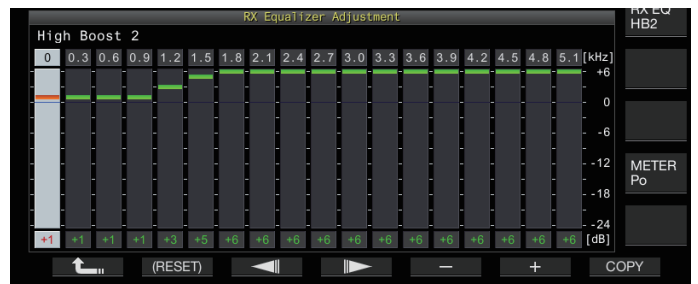 RX Equalizer Adjustment
RX EQ
HB2
High Boost 2
0 0.3 0.6 0.9 1.2 1.5 1.8 2.1 2.4 2.7 3.0 3.3 3.6 3.9 4.2 4.5 4.8 5.1 [kHz]
+6
0
-6
-12
METER
Po
-18
-24
+1 +1 +1 +1 +3 +5 +6 +6 +6 +6 +6 +6 +6 +6 +6 +6 +6 +6 [dB]
(RESET) − + COPY